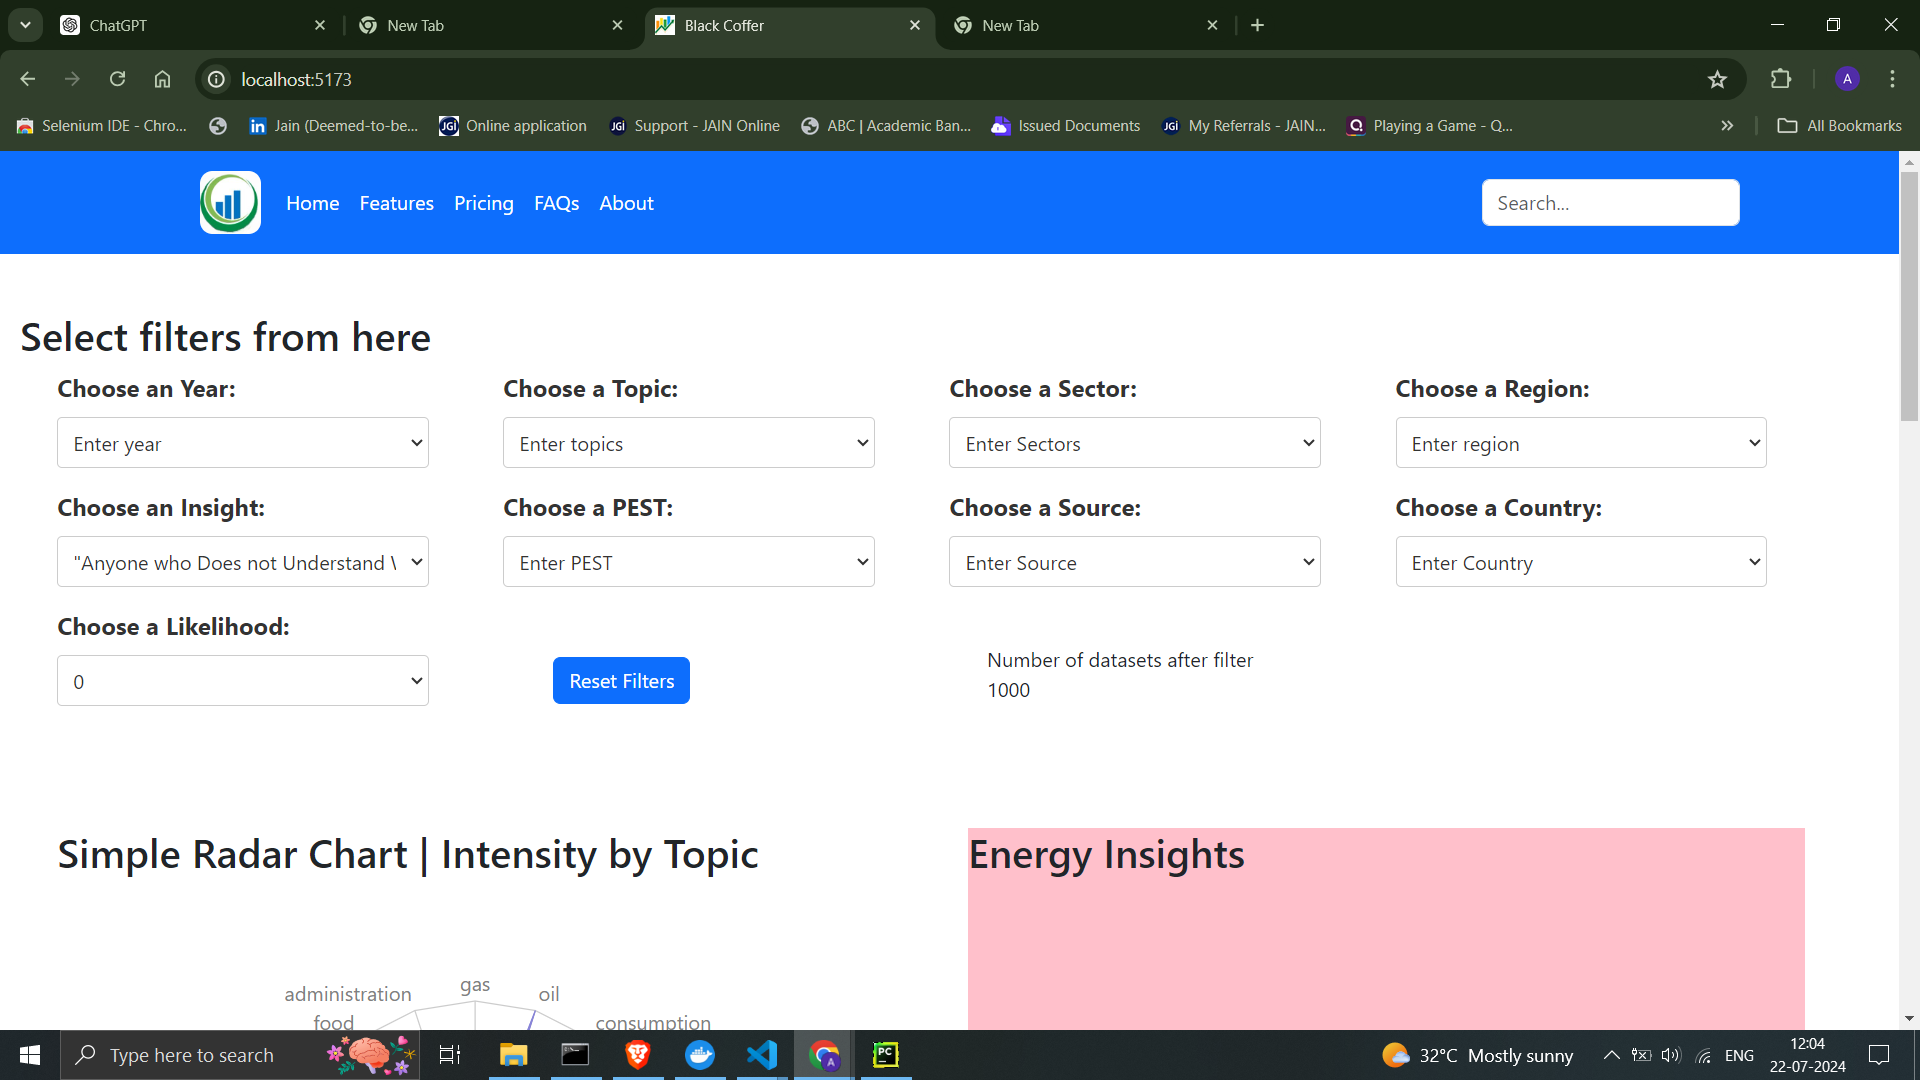 ChatGPT
New Tab
Black Coffer
New Tab
localhost:5173
A
Selenium IDE - Chro...
Jain (Deemed-to-be...
Online application
Support - JAIN Online
ABC | Academic Ban...
Issued Documents
My Referrals - JAIN...
Playing a Game - Q...
All Bookmarks
Home Features Pricing FAQs About
Search...
Select filters from here
Choose an Year: Choose a Topic: Choose a Sector: Choose a Region:
Enter year Enter topics Enter Sectors Enter region
Choose an Insight: Choose a PEST: Choose a Source: Choose a Country:
"Anyone who Does not Understand Enter PEST Enter Source Enter Country
Choose a Likelihood:
0
Reset Filters
Number of datasets after filter
1000
Simple Radar Chart | Intensity by Topic
Energy Insights
gas
administration
oil
food
consumption
Type here to search
32°C Mostly sunny
ENG
12:04
22-07-2024